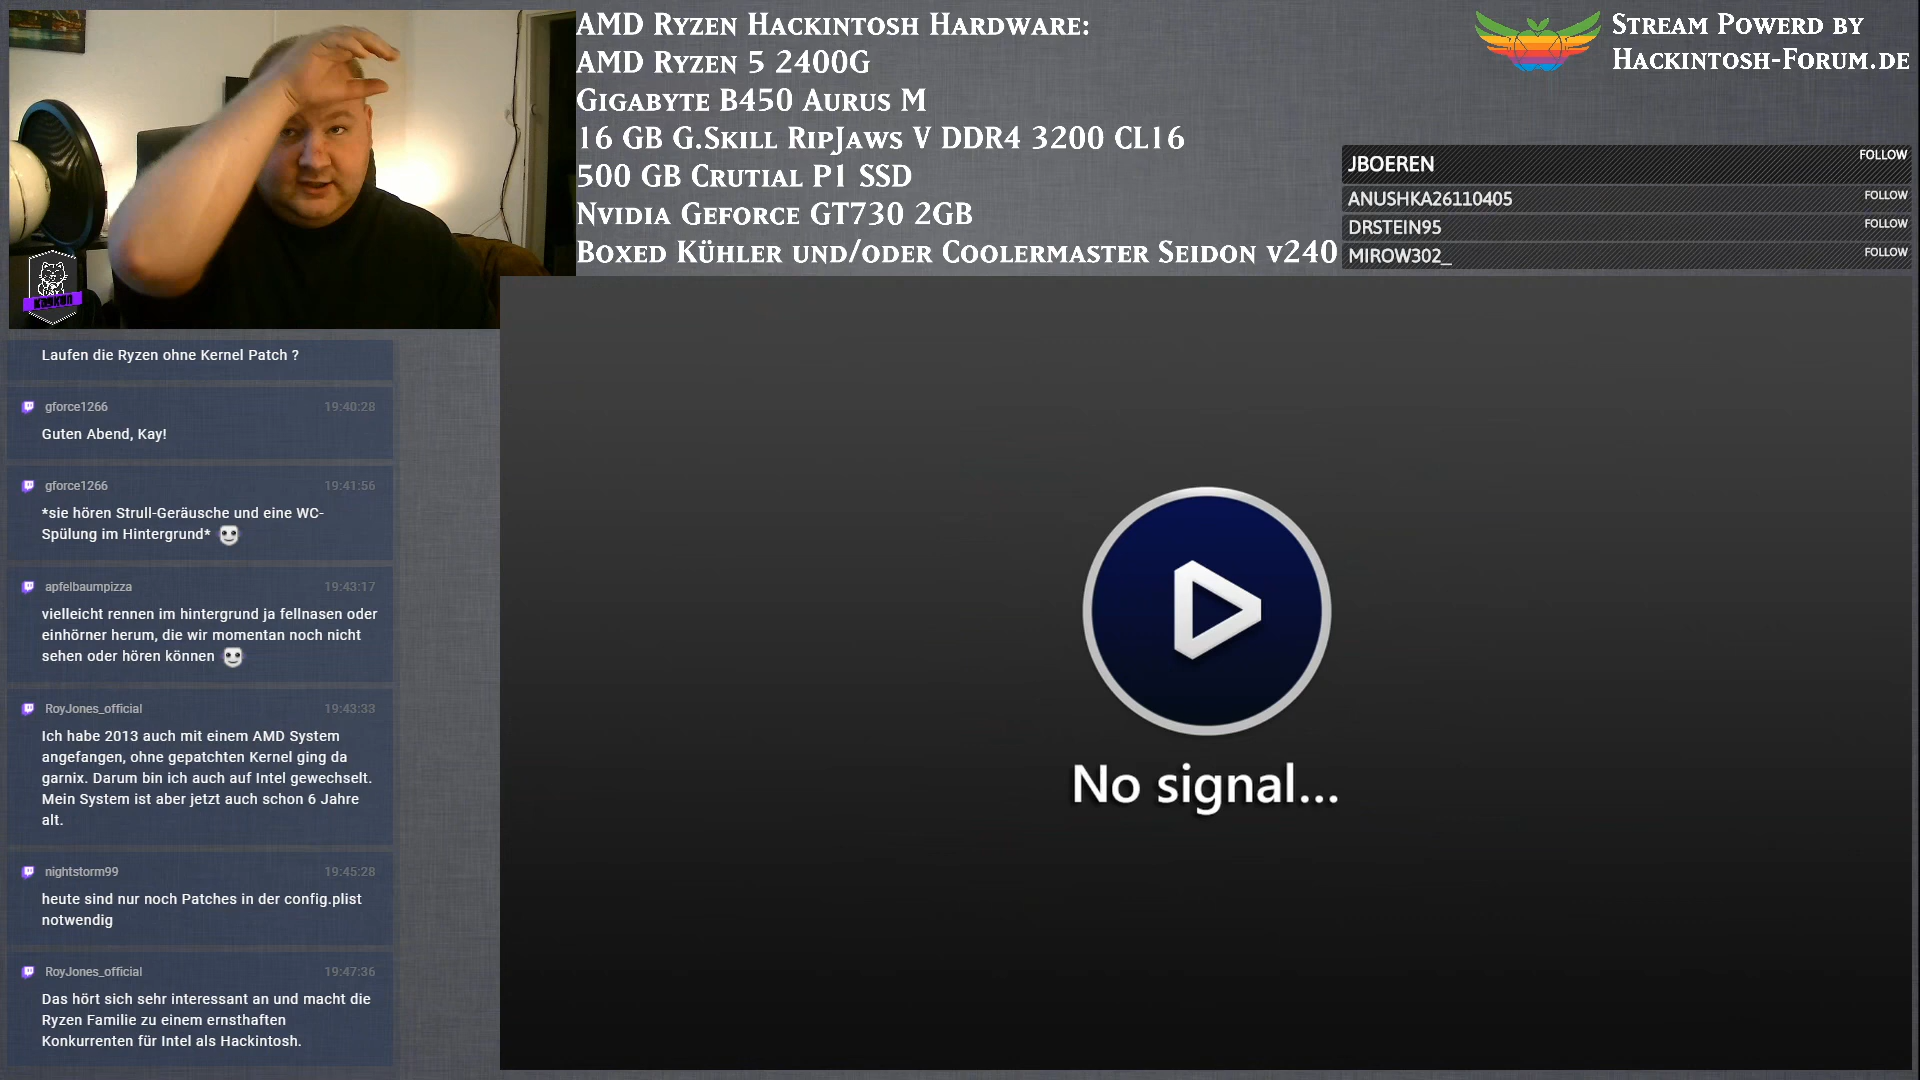 AMD Ryzen Hackintosh Hardware:
AMD Ryzen 5 2400G
Gigabyte B450 Aurus M
16 GB G.Skill RipJaws V DDR4 3200 CL16
500 GB Crutial P1 SSD
Nvidia Geforce GT730 2GB
Boxed Kühler und/oder Coolermaster Seidon v240
Stream Powerd by
Hackintosh-Forum.de
JBOEREN FOLLOW
ANUSHKA26110405 FOLLOW
DRSTEIN95 FOLLOW
MIROW302_ FOLLOW
Laufen die Ryzen ohne Kernel Patch ?
gforce1266 19:40:28
Guten Abend, Kay!
gforce1266 19:41:56
*sie hören Strull-Geräusche und eine WC-
Spülung im Hintergrund*
apfelbaumpizza 19:43:17
vielleicht rennen im hintergrund ja fellnasen oder
einhörner herum, die wir momentan noch nicht
sehen oder hören können
RoyJones_official 19:43:33
Ich habe 2013 auch mit einem AMD System
angefangen, ohne gepatchten Kernel ging da
garnix. Darum bin ich auch auf Intel gewechselt.
Mein System ist aber jetzt auch schon 6 Jahre
alt.
nightstorm99 19:45:28
heute sind nur noch Patches in der config.plist
notwendig
RoyJones_official 19:47:36
Das hört sich sehr interessant an und macht die
Ryzen Familie zu einem ernsthaften
Konkurrenten für Intel als Hackintosh.
No signal...